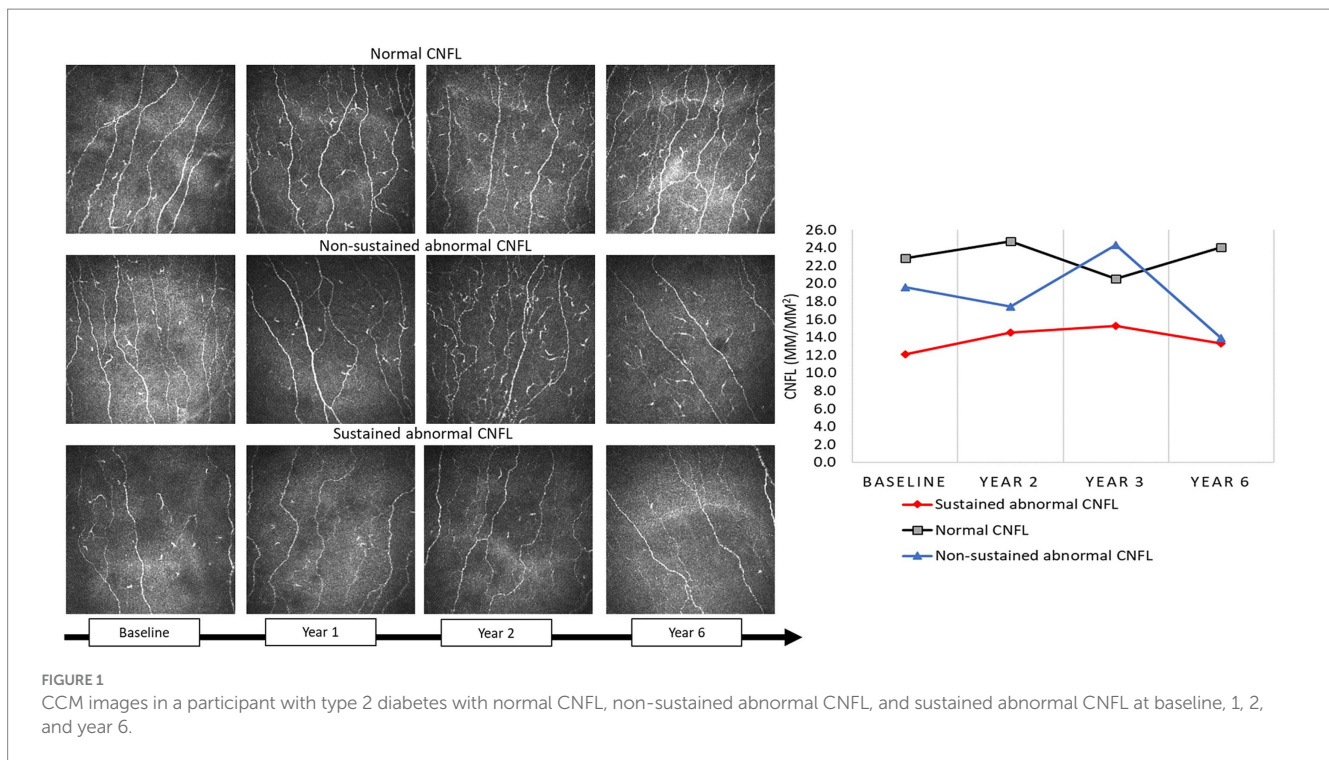 Normal CNFL
Non-sustained abnormal CNFL
Sustained abnormal CNFL
Baseline
Year 1
Year 2
Year 6
26.0
24.0
22.0
20.0
18.0
16.0
14.0
12.0
10.0
8.0
6.0
4.0
2.0
0.0
CNFL (MM/MM²)
BASELINE YEAR 2 YEAR 3 YEAR 6
Sustained abnormal CNFL
Normal CNFL
Non-sustained abnormal CNFL
FIGURE 1
CCM images in a participant with type 2 diabetes with normal CNFL, non-sustained abnormal CNFL, and sustained abnormal CNFL at baseline, 1, 2,
and year 6.